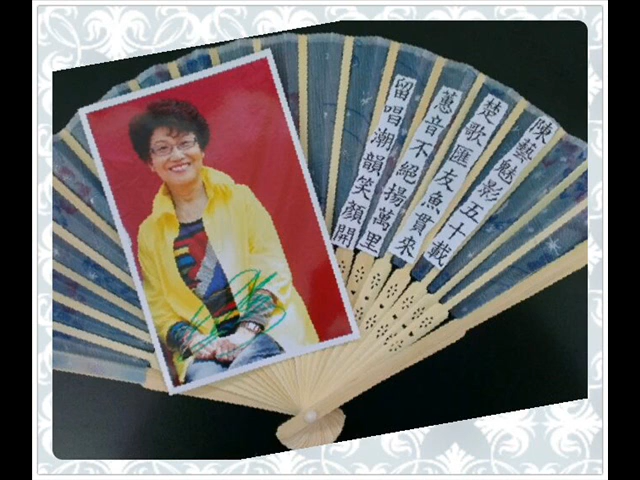 陳藝魅影五十載
楚歌匯友魚貫來
蕙音不絕揚萬里
留唱潮韻笑顏開